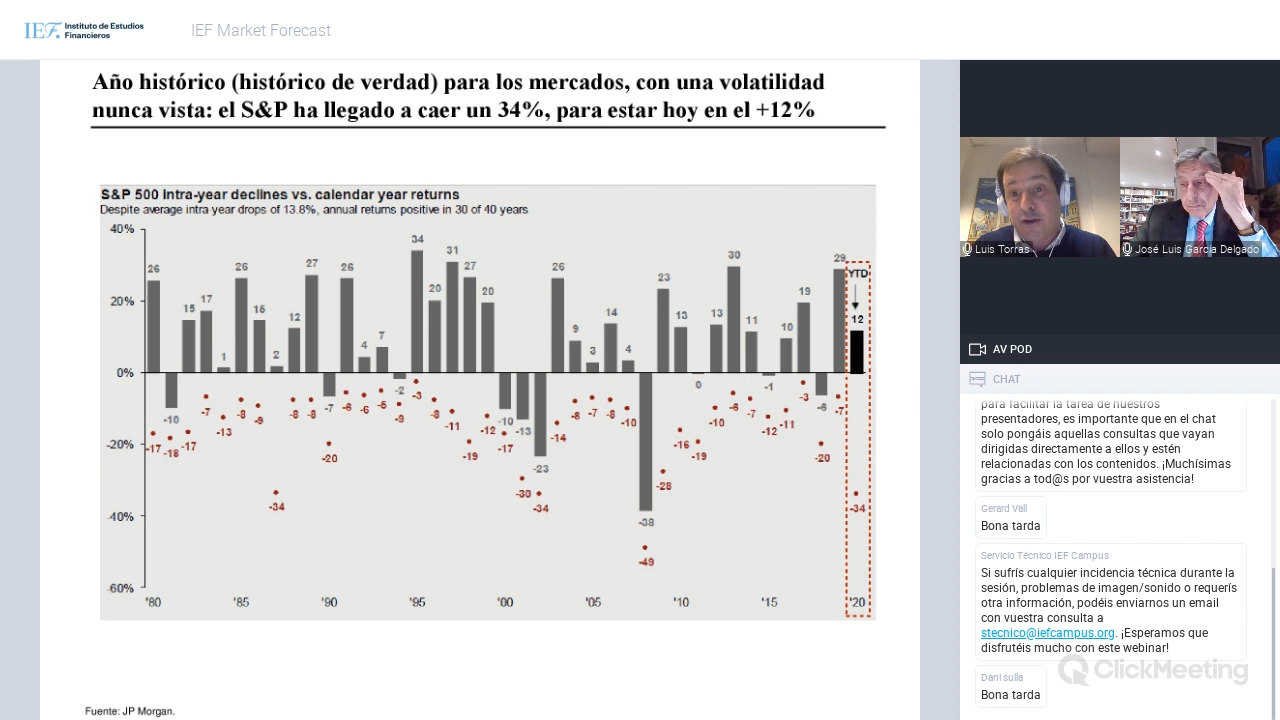 IEF. Instituto de Estudios
Financieros
IEF Market Forecast
Año histórico (histórico de verdad) para los mercados, con una volatilidad
nunca vista: el S&P ha llegado a caer un 34%, para estar hoy en el +12%
S&P 500 Intra-year declines vs. calendar year returns
Despite average intra-year drops of 13.8%, annual returns positive in 30 of 40 years
40%
20%
0%
-20%
-40%
-60%
26 -10 15 17 1 26 15 2 12 27 -7 26 4 7 -2 34 20 31 27 20 -10 -13 -23 26 9 3 14 4 -38 23 13 0 13 30 11 -1 10 19 -6 29 12
YTD
-17 -18 -17 -7 -13 -8 -9 -34 -8 -8 -20 -6 -6 -5 -9 -3 -8 -11 -19 -12 -17 -30 -34 -14 -8 -7 -8 -10 -49 -28 -16 -19 -10 -6 -7 -12 -11 -3 -20 -7 -34
'80 '85 '90 '95 '00 '05 '10 '15 '20
Fuente: JP Morgan.
Luis Torras
José Luis García Delgado
AV POD
CHAT
para facilitar la tarea de nuestros
presentadores, es importante que en el chat
solo pongáis aquellas consultas que vayan
dirigidas directamente a ellos y estén
relacionadas con los contenidos. ¡Muchísimas
gracias a tod@s por vuestra asistencia!
Gerard Vall
Bona tarda
Servicio Técnico IEF Campus
Si sufrís cualquier incidencia técnica durante la
sesión, problemas de imagen/sonido o requerís
otra información, podéis enviarnos un email
con vuestra consulta a
stecnico@iefcampus.org. ¡Esperamos que
disfrutéis mucho con este webinar!
ClickMeeting
Dani sulla
Bona tarda